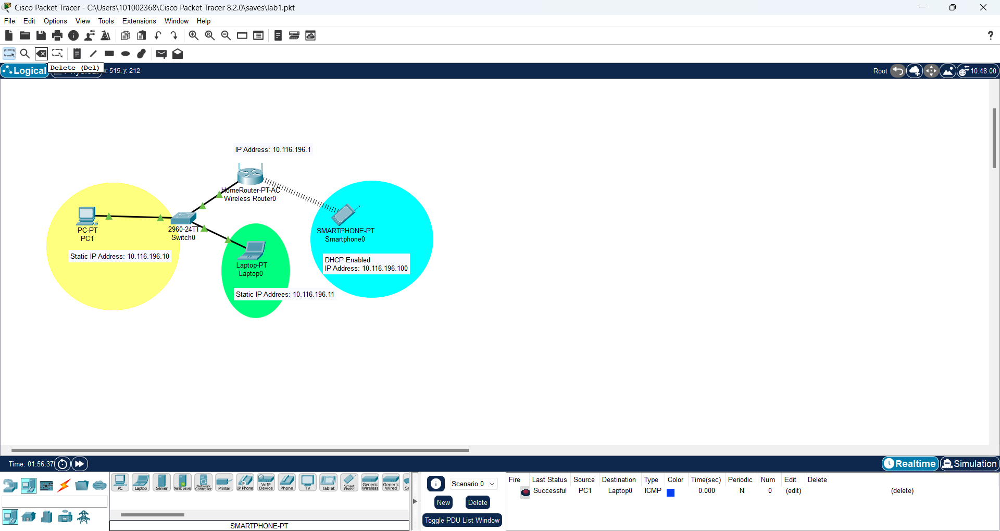 Cisco Packet Tracer - C:\Users\101002368\Cisco Packet Tracer 8.2.0\saves\lab1.pkt
File Edit Options View Tools Extensions Window Help
?
Delete (Del)
Logical x: 515, y: 212 Root 10:48:00
IP Address: 10.116.196.1
HomeRouter-PT-AC
Wireless Router0
PC-PT
PC1
2960-24TT
Switch0
SMARTPHONE-PT
Smartphone0
Static IP Address: 10.116.196.10
DHCP Enabled
IP Address: 10.116.196.100
Laptop-PT
Laptop0
Static IP Addrees: 10.116.196.11
Time: 01:56:37 Realtime Simulation
PC Laptop Server Meraki Server Network Controller Printer IP Phone VoIP Device Phone TV Tablet Smart Phone Generic Wireless Generic Wired
SMARTPHONE-PT
Scenario 0
New Delete
Toggle PDU List Window
Fire Last Status Source Destination Type Color Time(sec) Periodic Num Edit Delete
Successful PC1 Laptop0 ICMP 0.000 N 0 (edit) (delete)